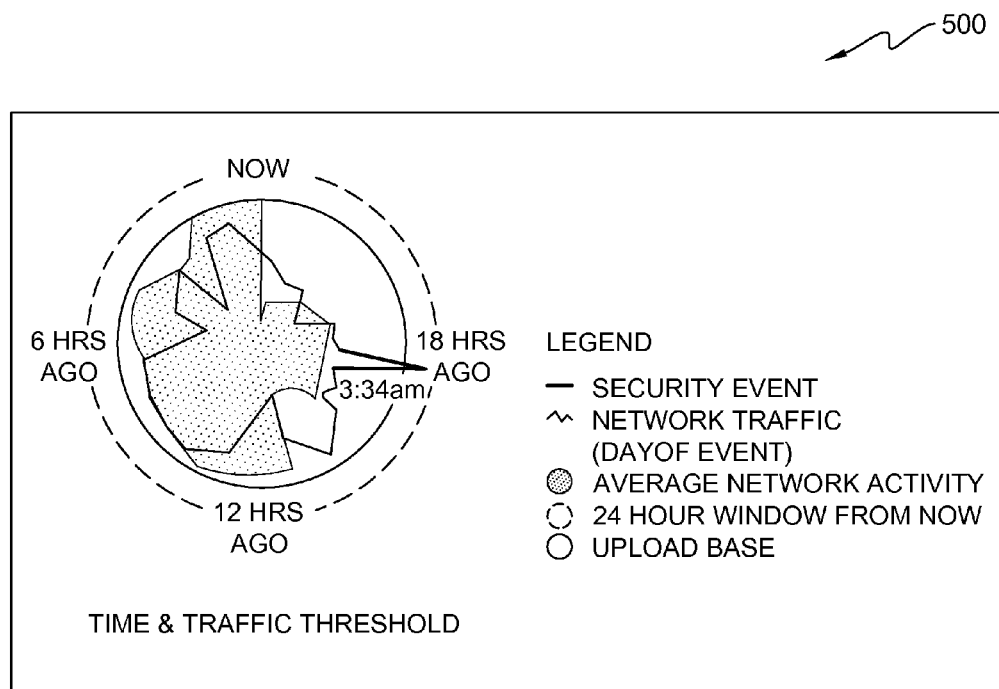 500
NOW
6 HRS
AGO
18 HRS
AGO
3:34am
12 HRS
AGO
LEGEND
SECURITY EVENT
NETWORK TRAFFIC
(DAYOF EVENT)
AVERAGE NETWORK ACTIVITY
24 HOUR WINDOW FROM NOW
UPLOAD BASE
TIME & TRAFFIC THRESHOLD